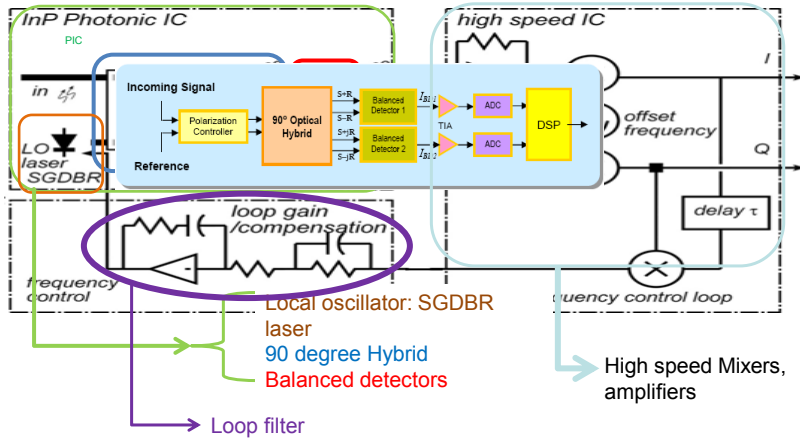 InP Photonic IC
PIC
high speed IC
in
LO
laser
SGDBR
Incoming Signal
Polarization
Controller
Reference
90° Optical
Hybrid
S+R
S-R
S+jR
S-jR
Balanced
Detector 1
Balanced
Detector 2
TIA
ADC
ADC
DSP
I
offset
frequency
Q
delay τ
loop gain
/compensation
frequency
control
quency control loop
Local oscillator: SGDBR
laser
90 degree Hybrid
Balanced detectors
High speed Mixers,
amplifiers
Loop filter